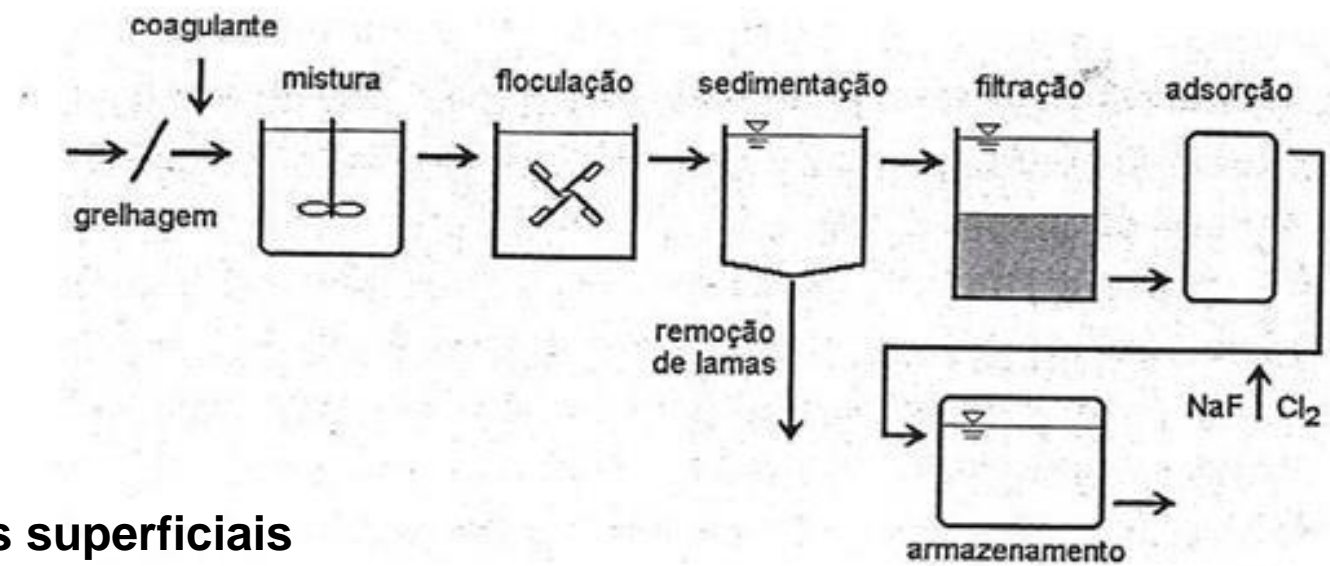 coagulante
mistura
floculação
sedimentação
filtração
adsorção
grelhagem
remoção
de lamas
NaF Cl₂
s superficiais
armazenamento